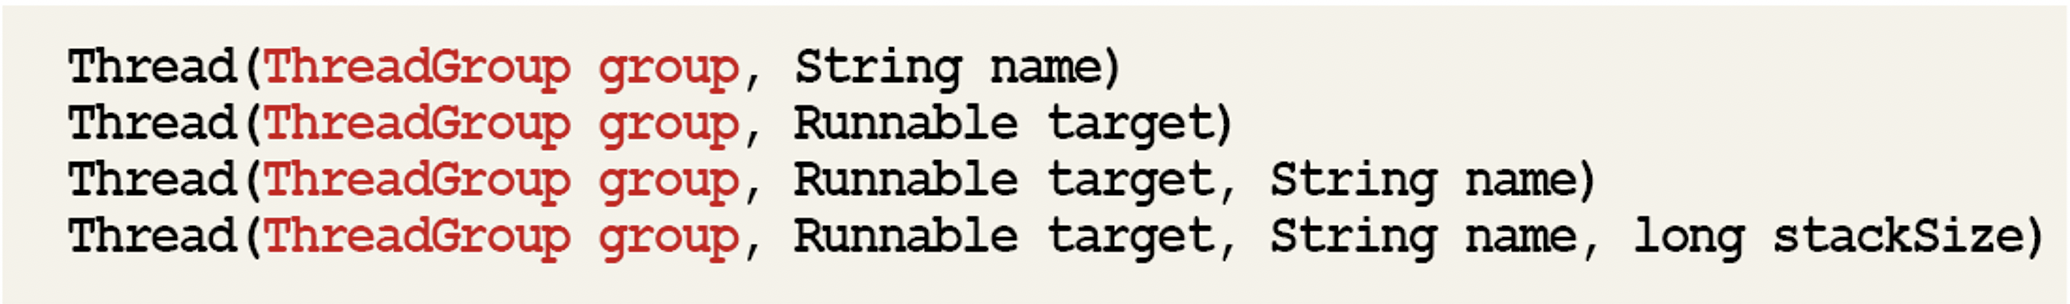 Thread(ThreadGroup group, String name)
Thread(ThreadGroup group, Runnable target)
Thread(ThreadGroup group, Runnable target, String name)
Thread(ThreadGroup group, Runnable target, String name, long stackSize)